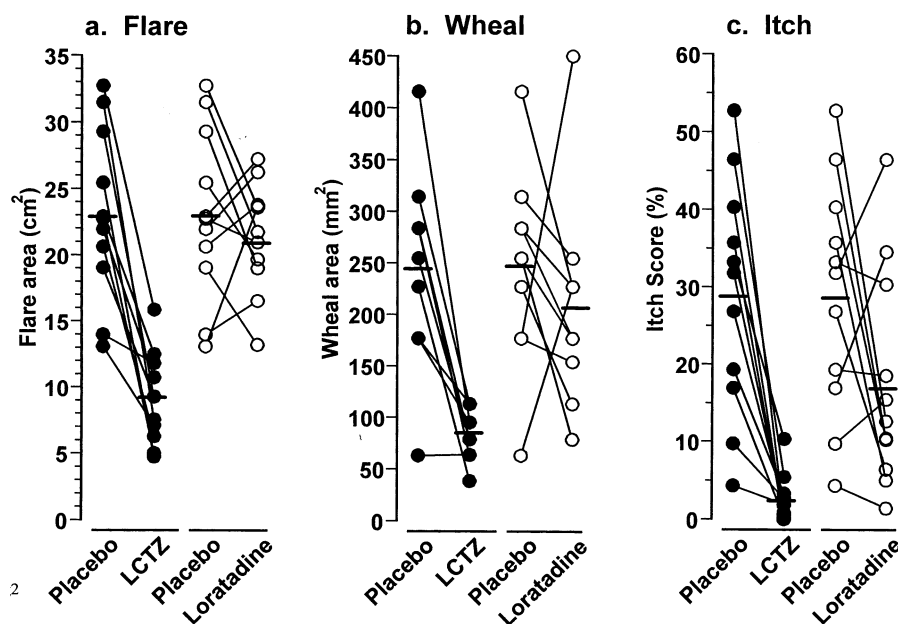 a. Flare
b. Wheal
c. Itch
Flare area (cm²)
35
30
25
20
15
10
5
0
Placebo
LCTZ
Placebo
Loratadine
Wheal area (mm²)
450
400
350
300
250
200
150
100
50
0
Placebo
LCTZ
Placebo
Loratadine
Itch Score (%)
60
50
40
30
20
10
0
Placebo
LCTZ
Placebo
Loratadine
2